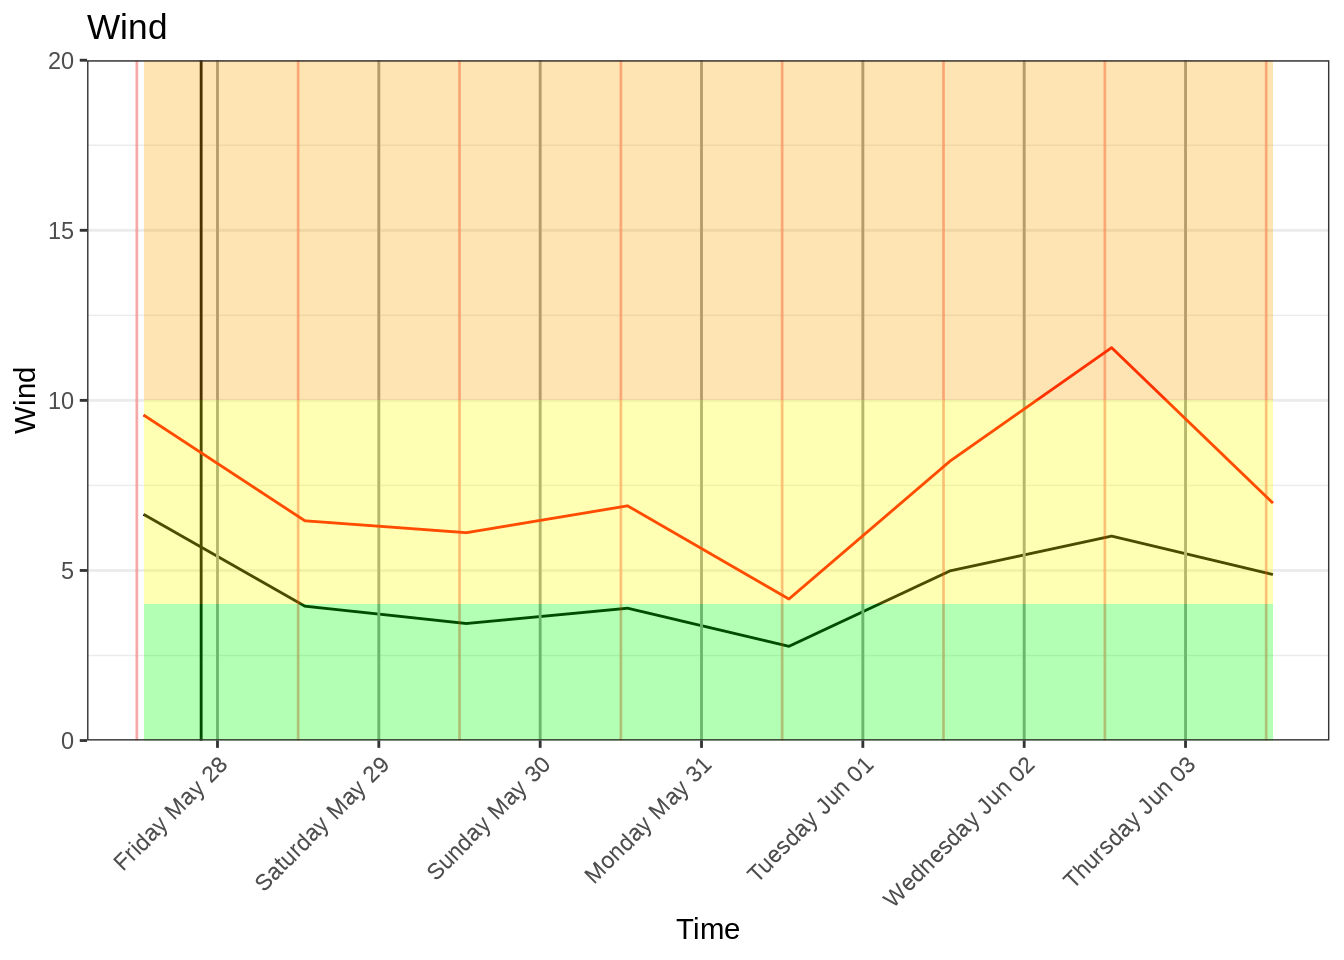 Wind
20
15
10
5
0
Wind
Friday May 28
Saturday May 29
Sunday May 30
Monday May 31
Tuesday Jun 01
Wednesday Jun 02
Thursday Jun 03
Time